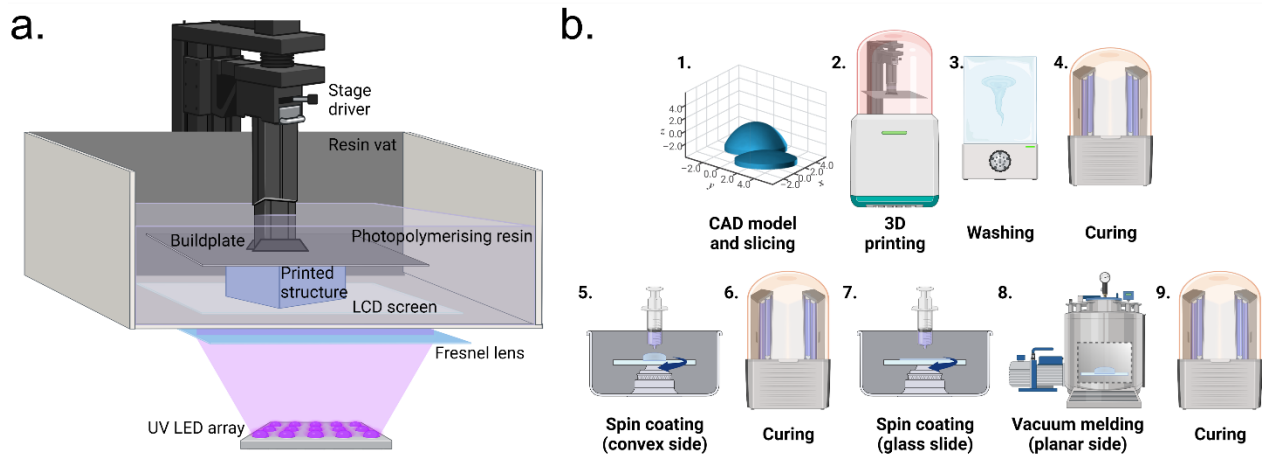 a.
Stage
driver
Resin vat
Buildplate
Photopolymerising resin
Printed
structure
LCD screen
Fresnel lens
UV LED array
b.
1.
4.0
2.0
0.0
−2.0
z
−2.0
0.0
2.0
4.0
y
−2.0
0.0
2.0
4.0
x
CAD model
and slicing
2.
3D
printing
3.
Washing
4.
Curing
5.
Spin coating
(convex side)
6.
Curing
7.
Spin coating
(glass slide)
8.
Vacuum melding
(planar side)
9.
Curing